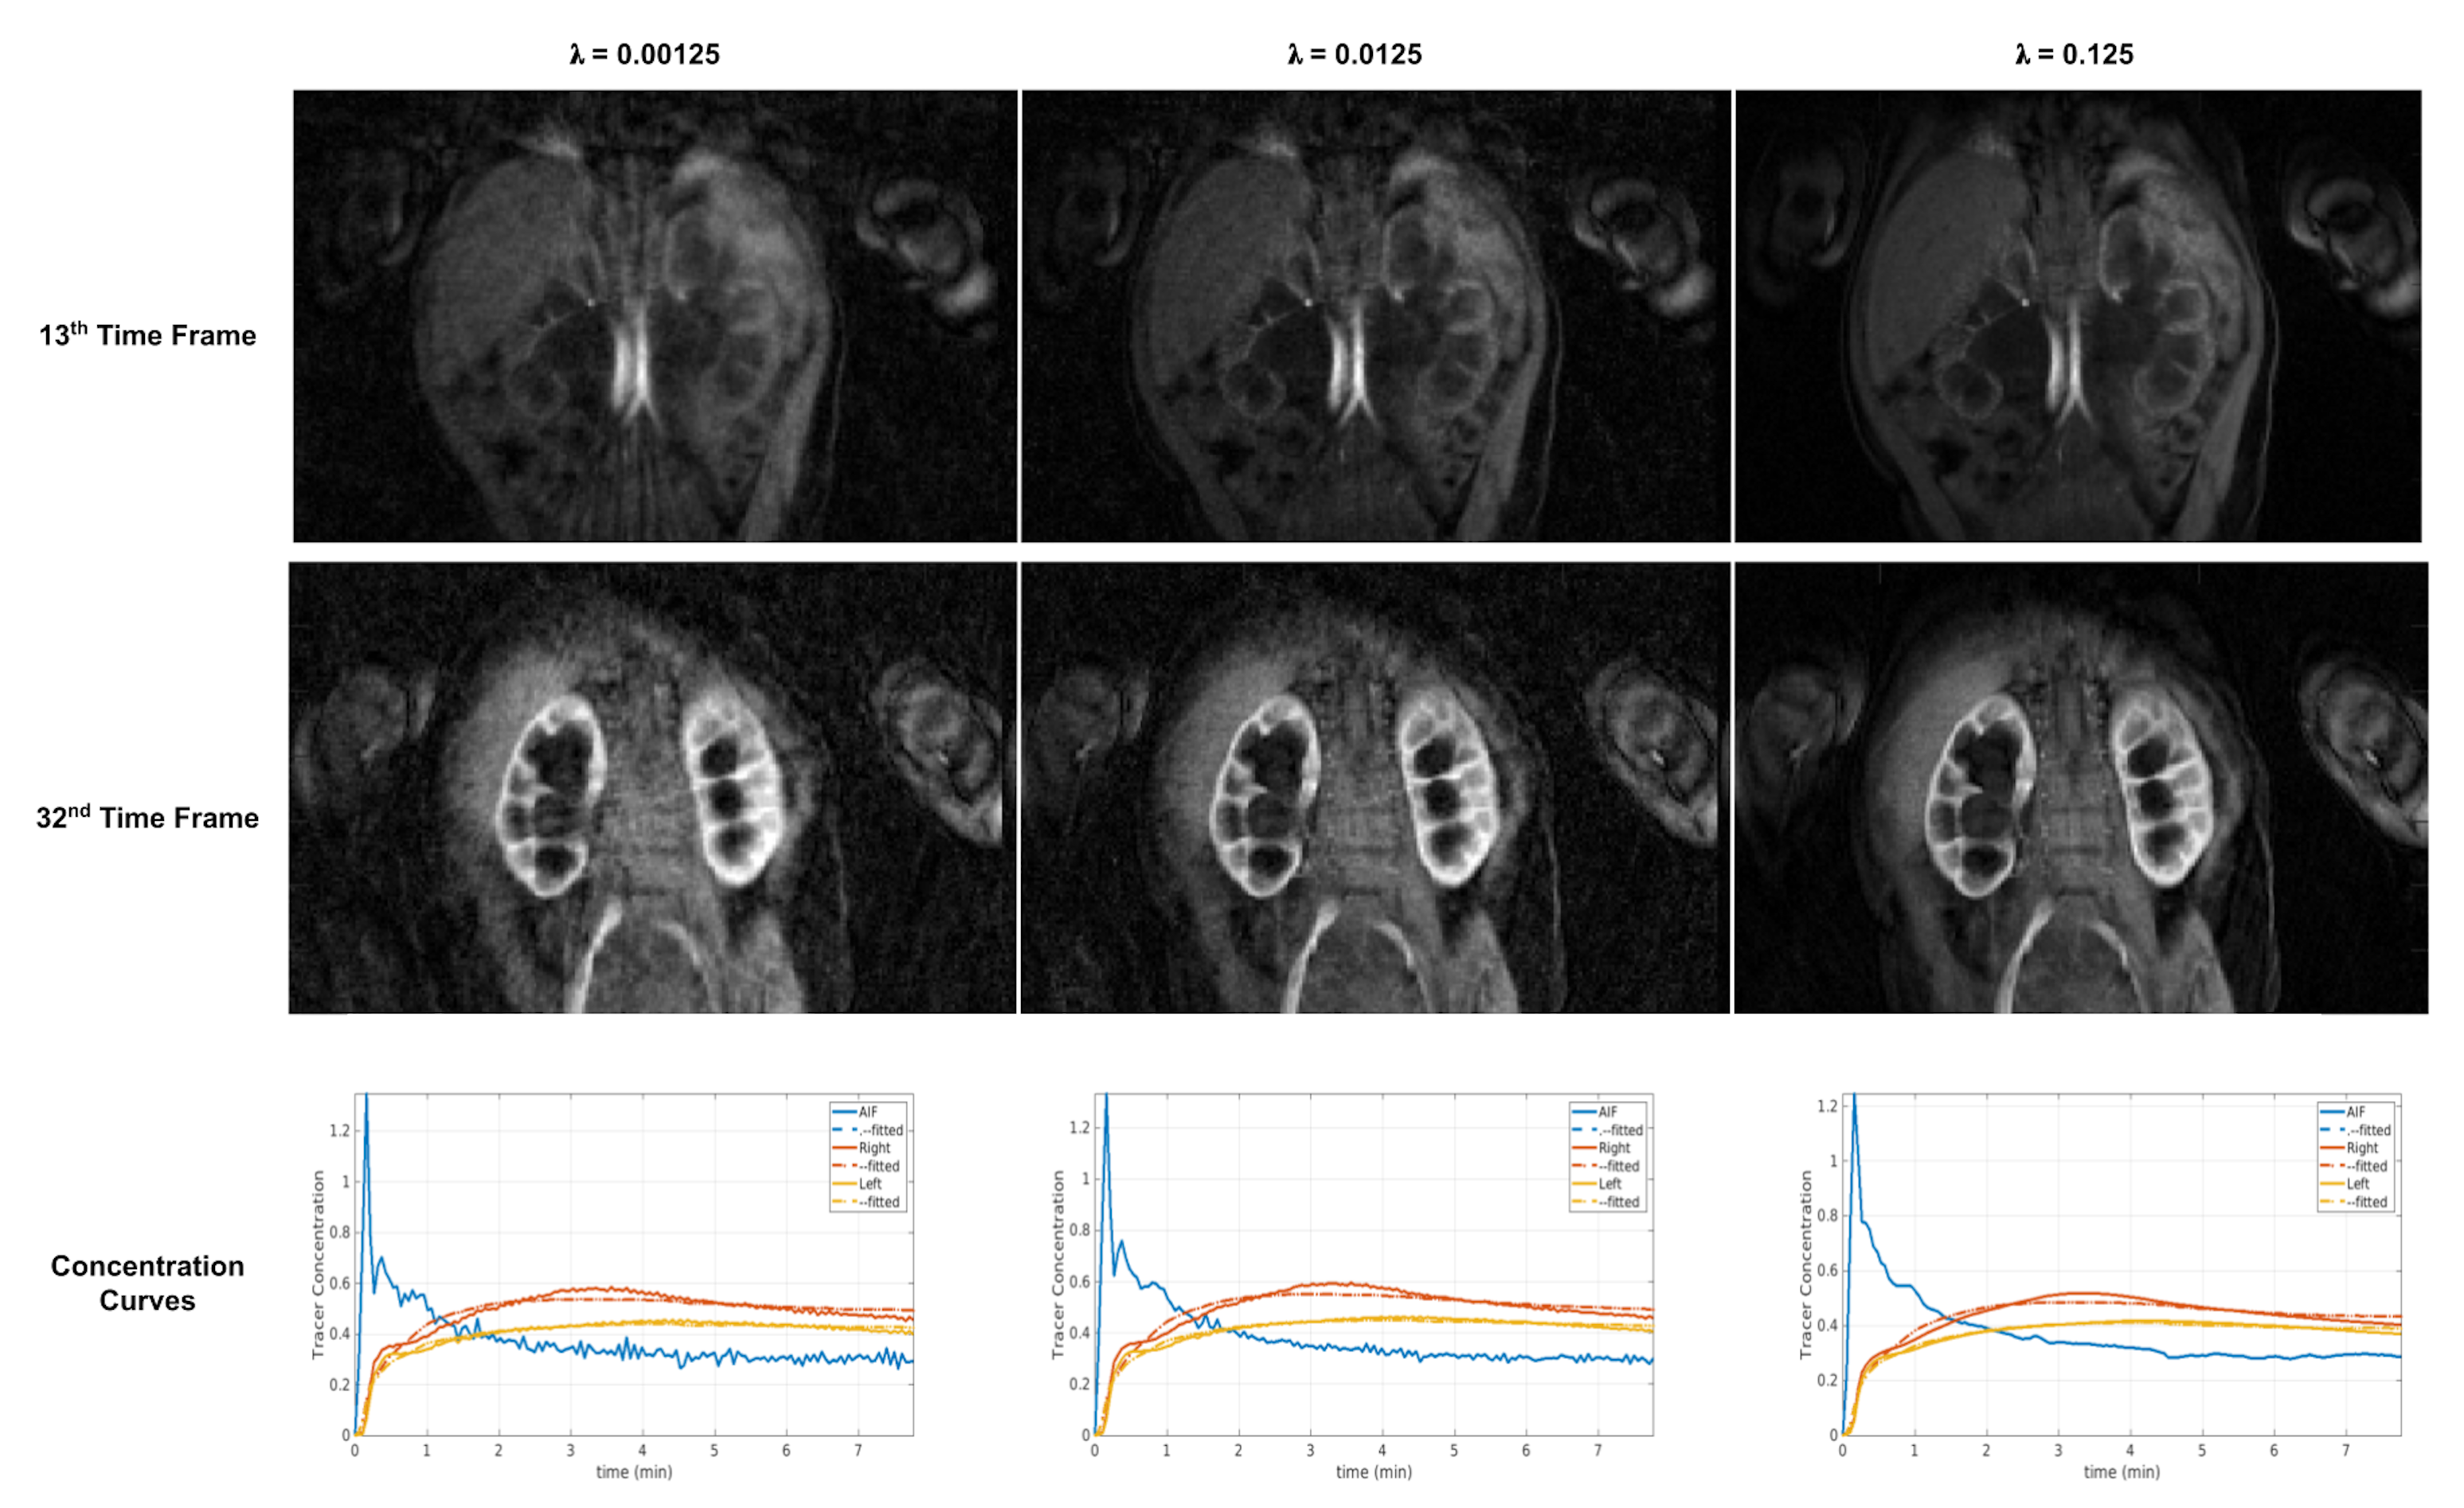 λ = 0.00125
λ = 0.0125
λ = 0.125
13th Time Frame
32nd Time Frame
Concentration
Curves
Tracer Concentration
1.2
1
0.8
0.6
0.4
0.2
0
0 1 2 3 4 5 6 7
time (min)
AIF
.--fitted
Right
--fitted
Left
--fitted
Tracer Concentration
1.2
1
0.8
0.6
0.4
0.2
0
0 1 2 3 4 5 6 7
time (min)
AIF
.--fitted
Right
--fitted
Left
--fitted
Tracer Concentration
1.2
1
0.8
0.6
0.4
0.2
0
0 1 2 3 4 5 6 7
time (min)
AIF
.--fitted
Right
--fitted
Left
--fitted